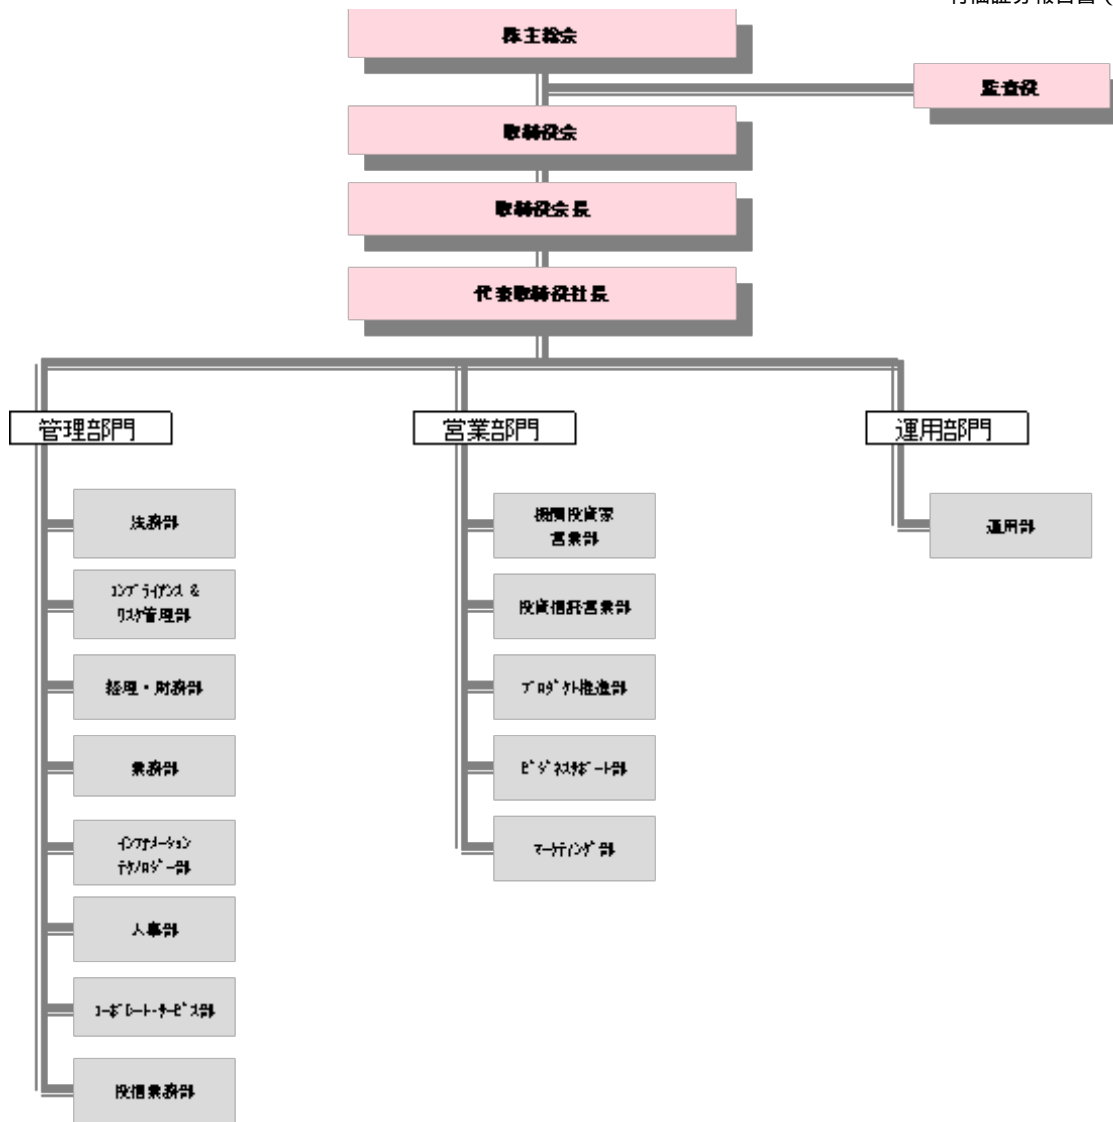 有価証券報告書（
株主総会
監査役
取締役会
取締役会長
代表取締役社長
管理部門
営業部門
運用部門
法務部
機関投資家
営業部
運用部
ｺﾝﾌﾟﾗｲｱﾝｽ &
ﾘｽｸ管理部
投資信託営業部
経理・財務部
ﾌﾟﾛﾀﾞｸﾄ推進部
業務部
ﾋﾞｼﾞﾈｽｻﾎﾟｰﾄ部
ｲﾝﾌｫﾒｰｼｮﾝ
ﾃｸﾉﾛｼﾞｰ部
ﾏｰｹﾃｨﾝｸﾞ部
人事部
ｺｰﾎﾟﾚｰﾄ･ｻｰﾋﾞｽ部
投信業務部